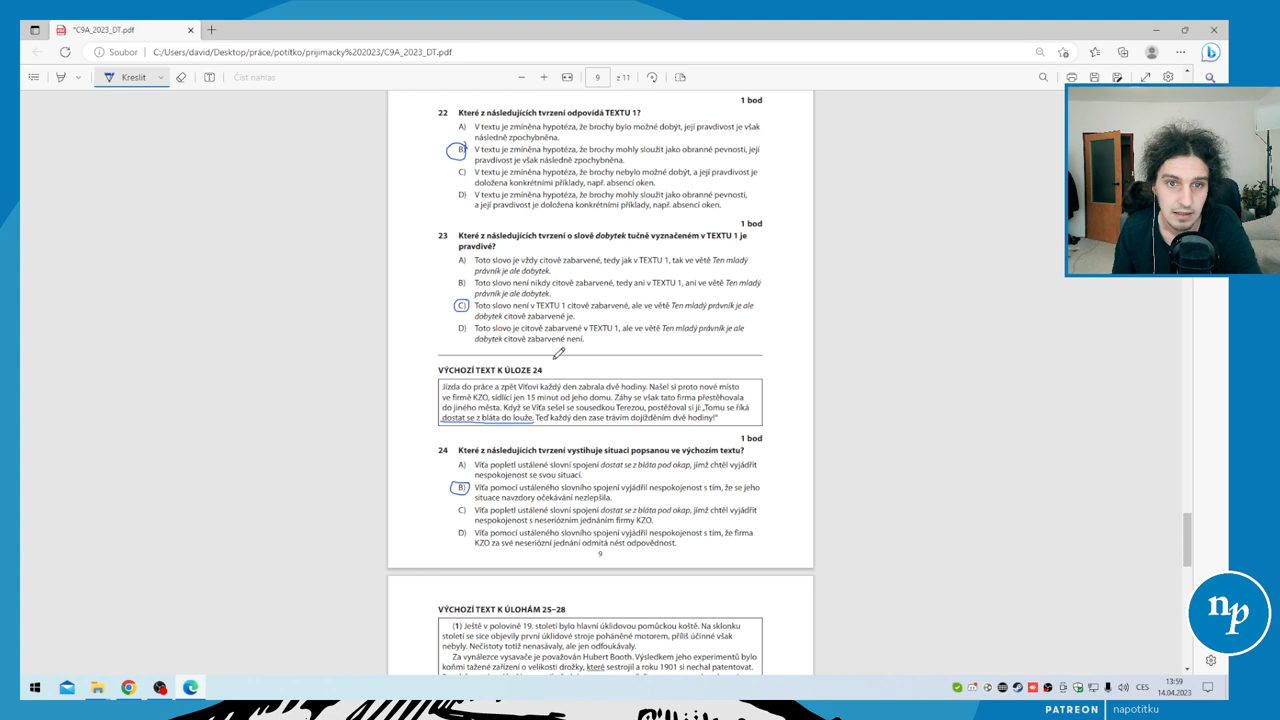 *C9A_2023_DT.pdf
Soubor
C:/Users/david/Desktop/práce/potítko/prijimacky%202023/C9A_2023_DT.pdf
Kreslit
Číst nahlas
9
z 11
1 bod
22 Které z následujících tvrzení odpovídá TEXTU 1?
A) V textu je zmíněna hypotéza, že brochy bylo možné dobýt, její pravdivost je však
následně zpochybněna.
B) V textu je zmíněna hypotéza, že brochy mohly sloužit jako obranné pevnosti, její
pravdivost je však následně zpochybněna.
C) V textu je zmíněna hypotéza, že brochy nebylo možné dobýt, a její pravdivost je
doložena konkrétními příklady, např. absencí oken.
D) V textu je zmíněna hypotéza, že brochy mohly sloužit jako obranné pevnosti,
a její pravdivost je doložena konkrétními příklady, např. absencí oken.
1 bod
23 Které z následujících tvrzení o slově dobytek tučně vyznačeném v TEXTU 1 je
pravdivé?
A) Toto slovo je vždy citově zabarvené, tedy jak v TEXTU 1, tak ve větě Ten mladý
právník je ale dobytek.
B) Toto slovo není nikdy citově zabarvené, tedy ani v TEXTU 1, ani ve větě Ten mladý
právník je ale dobytek.
C) Toto slovo není v TEXTU 1 citově zabarvené, ale ve větě Ten mladý právník je ale
dobytek citově zabarvené je.
D) Toto slovo je citově zabarvené v TEXTU 1, ale ve větě Ten mladý právník je ale
dobytek citově zabarvené není.
VÝCHOZÍ TEXT K ÚLOZE 24
Jízda do práce a zpět Víťovi každý den zabrala dvě hodiny. Našel si proto nové místo
ve firmě KZO, sídlící jen 15 minut od jeho domu. Záhy se však tato firma přestěhovala
do jiného města. Když se Víťa sešel se sousedkou Terezou, postěžoval si jí: „Tomu se říká
dostat se z bláta do louže. Teď každý den zase trávím dojížděním dvě hodiny!“
1 bod
24 Které z následujících tvrzení vystihuje situaci popsanou ve výchozím textu?
A) Víťa popletl ustálené slovní spojení dostat se z bláta pod okap, jímž chtěl vyjádřit
nespokojenost se svou situací.
B) Víťa pomocí ustáleného slovního spojení vyjádřil nespokojenost s tím, že se jeho
situace navzdory očekávání nezlepšila.
C) Víťa popletl ustálené slovní spojení dostat se z bláta pod okap, jímž chtěl vyjádřit
nespokojenost s neseriózním jednáním firmy KZO.
D) Víťa pomocí ustáleného slovního spojení vyjádřil nespokojenost s tím, že firma
KZO za své neseriózní jednání odmítá nést odpovědnost.
9
VÝCHOZÍ TEXT K ÚLOHÁM 25–28
(1) Ještě v polovině 19. století bylo hlavní úklidovou pomůckou koště. Na sklonku
století se sice objevily první úklidové stroje poháněné motorem, příliš účinné však
nebyly. Nečistoty totiž nenasávaly, ale jen odfoukávaly.
Za vynálezce vysavače je považován Hubert Booth. Výsledkem jeho experimentů bylo
koňmi tažené zařízení o velikosti drožky, které sestrojil a roku 1901 si nechal patentovat.
np
CES
13:59
14.04.2023
PATREON napotitku